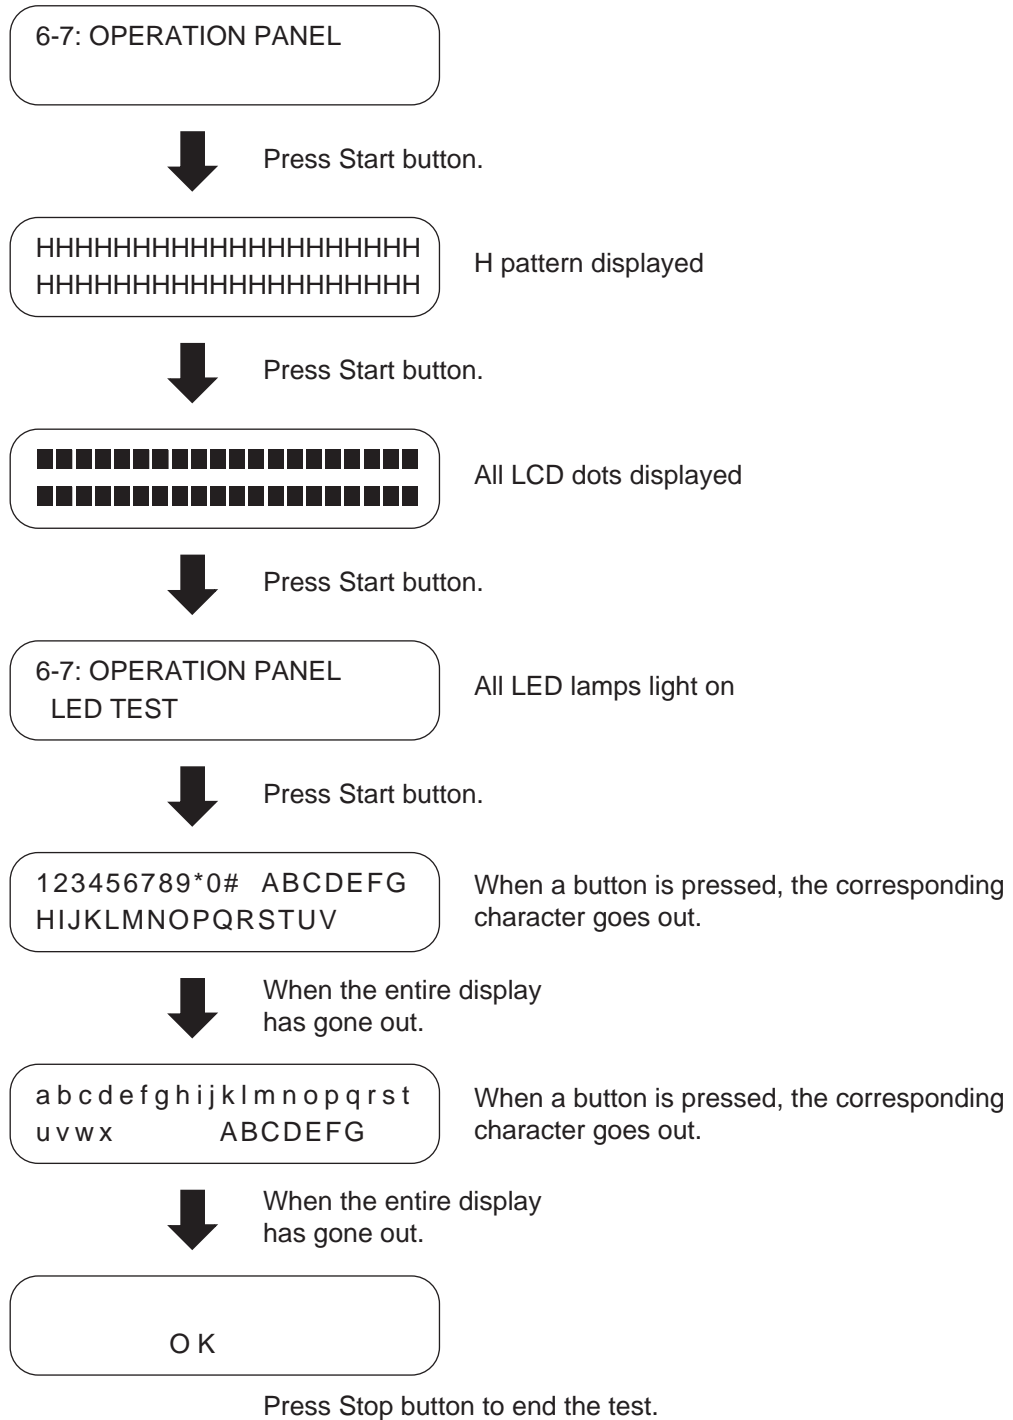 6-7: OPERATION PANEL
Press Start button.
HHHHHHHHHHHHHHHHHHHH
HHHHHHHHHHHHHHHHHHHH
H pattern displayed
Press Start button.
All LCD dots displayed
Press Start button.
6-7: OPERATION PANEL
LED TEST
All LED lamps light on
Press Start button.
123456789*0# ABCDEFG
HIJKLMNOPQRSTUV
When a button is pressed, the corresponding
character goes out.
When the entire display
has gone out.
a b c d e f g h i j k l m n o p q r s t
u v w x ABCDEFG
When a button is pressed, the corresponding
character goes out.
When the entire display
has gone out.
O K
Press Stop button to end the test.